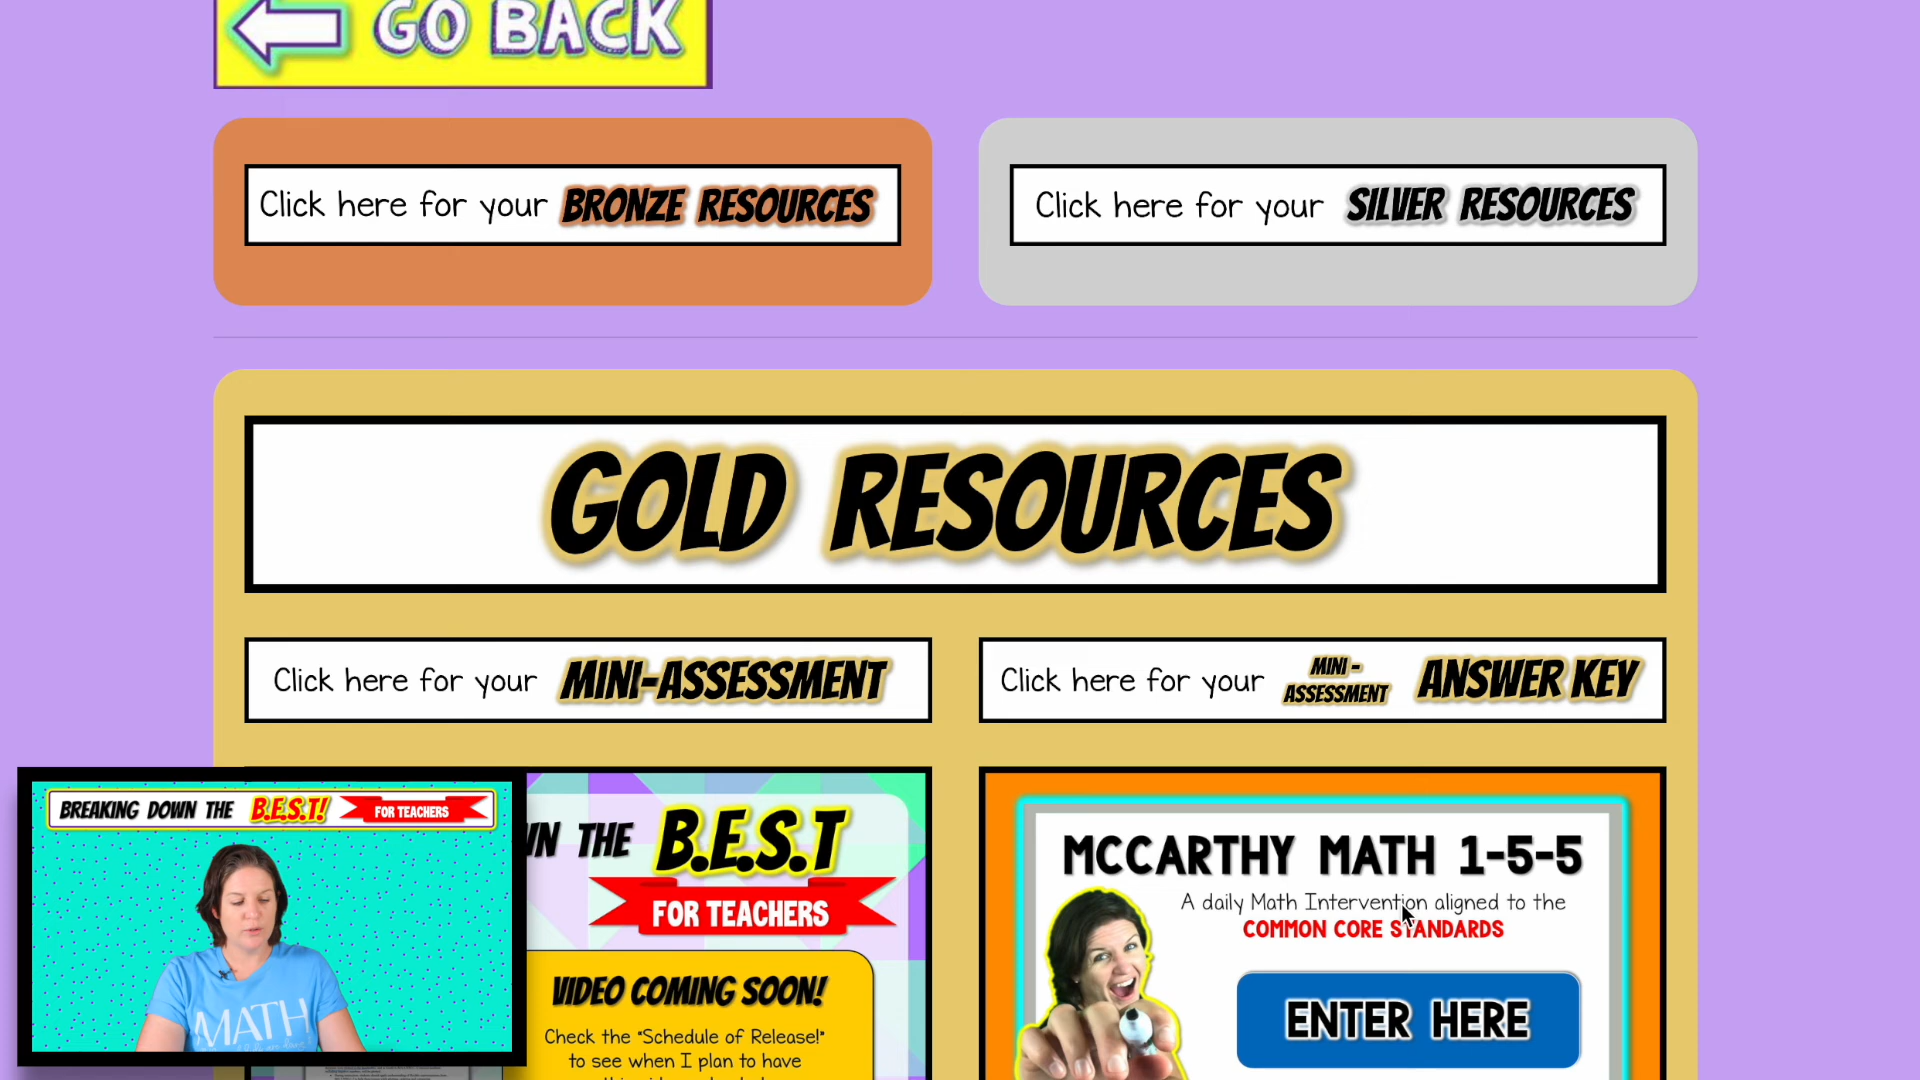 GO BACK
Click here for your BRONZE RESOURCES
Click here for your SILVER RESOURCES
GOLD RESOURCES
Click here for your MINI-ASSESSMENT
Click here for your MINI-ASSESSMENT ANSWER KEY
BREAKING DOWN THE B.E.S.T! FOR TEACHERS
MATH
THE B.E.S.T
FOR TEACHERS
VIDEO COMING SOON!
Check the "Schedule of Release!"
to see when I plan to have
MCCARTHY MATH 1-5-5
A daily Math Intervention aligned to the
COMMON CORE STANDARDS
ENTER HERE